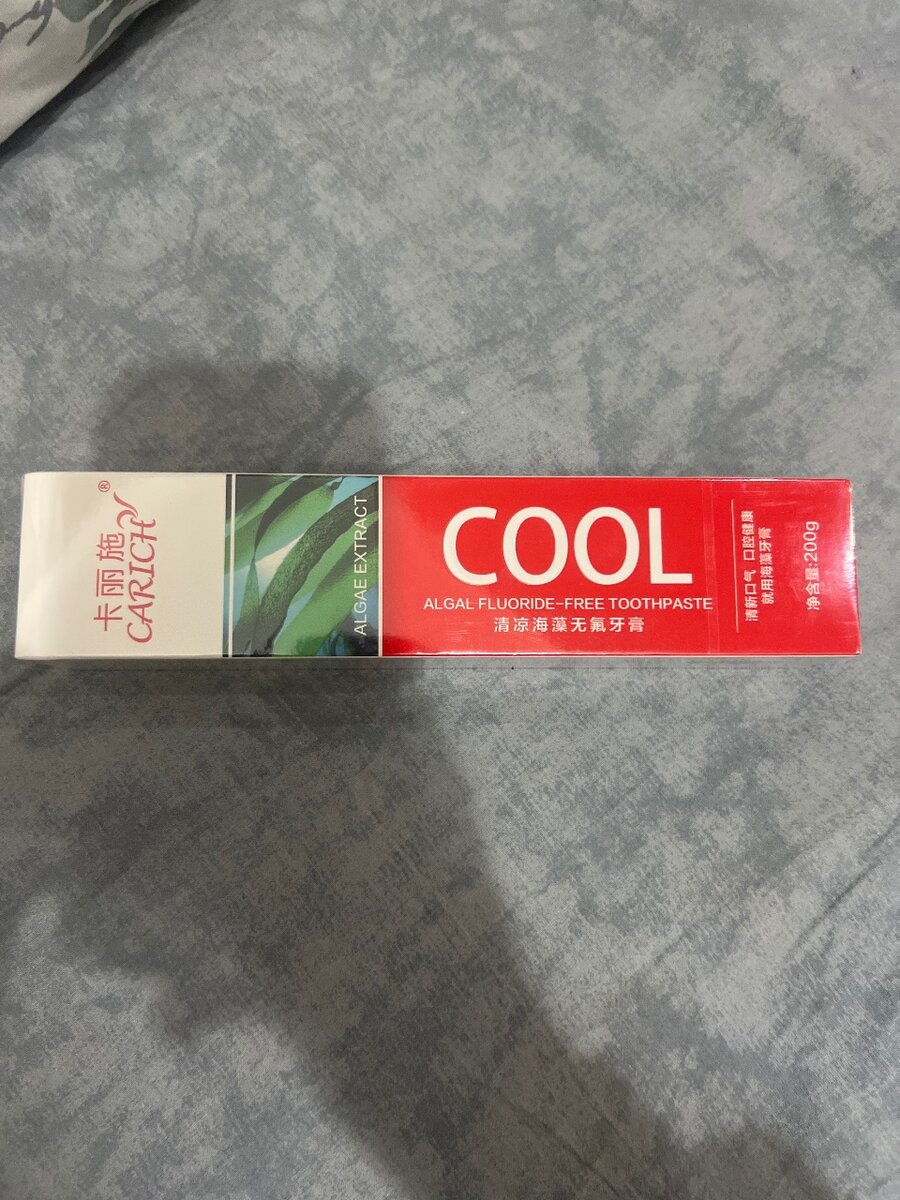 卡丽施®
CARICH
ALGAE EXTRACT
COOL
ALGAL FLUORIDE-FREE TOOTHPASTE
清凉海藻无氟牙膏
清新口气 口腔健康
就用海藻牙膏
净含量:200g